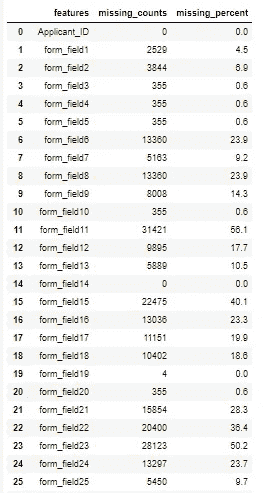 features missing_counts missing_percent
0 Applicant_ID 0 0.0
1 form_field1 2529 4.5
2 form_field2 3844 6.9
3 form_field3 355 0.6
4 form_field4 355 0.6
5 form_field5 355 0.6
6 form_field6 13360 23.9
7 form_field7 5163 9.2
8 form_field8 13360 23.9
9 form_field9 8008 14.3
10 form_field10 355 0.6
11 form_field11 31421 56.1
12 form_field12 9895 17.7
13 form_field13 5889 10.5
14 form_field14 0 0.0
15 form_field15 22475 40.1
16 form_field16 13036 23.3
17 form_field17 11151 19.9
18 form_field18 10402 18.6
19 form_field19 4 0.0
20 form_field20 355 0.6
21 form_field21 15854 28.3
22 form_field22 20400 36.4
23 form_field23 28123 50.2
24 form_field24 13297 23.7
25 form_field25 5450 9.7